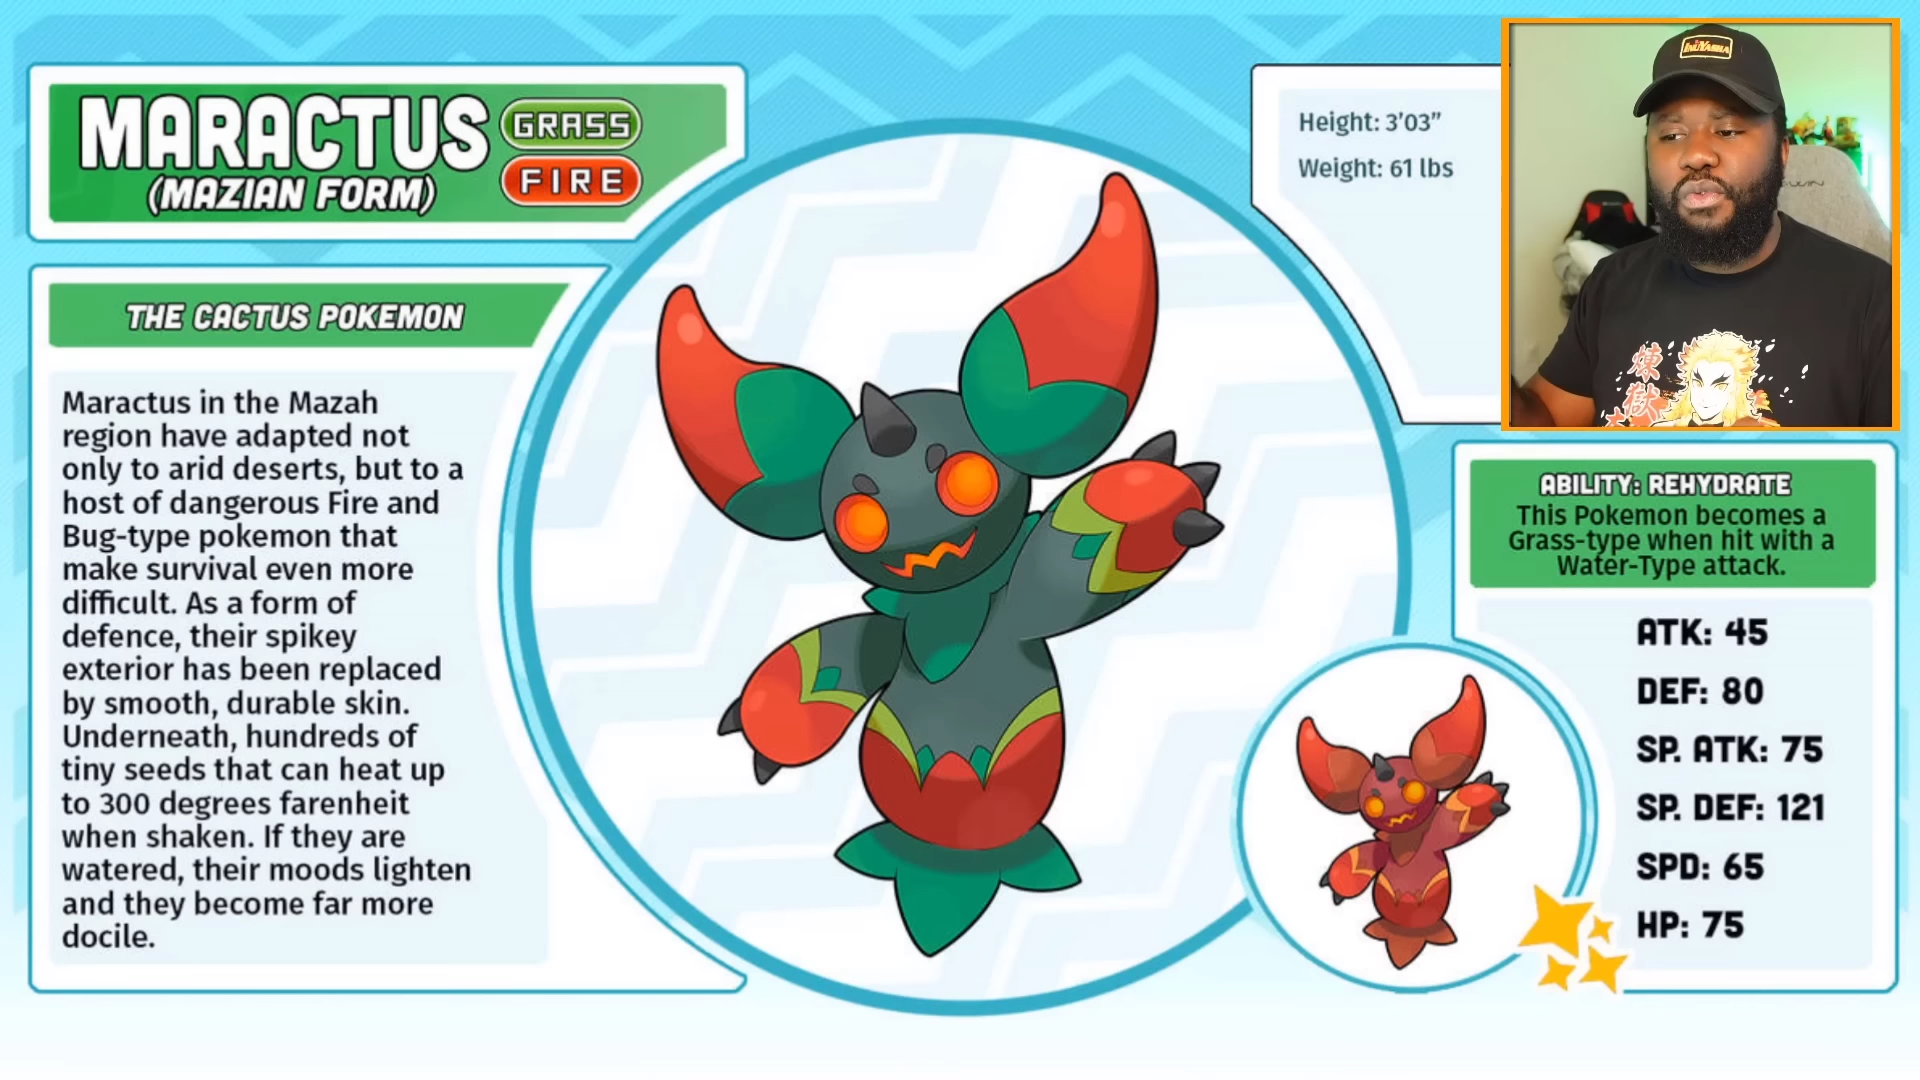 MARACTUS
(MAZIAN FORM)
GRASS
FIRE
THE CACTUS POKEMON
Maractus in the Mazah
region have adapted not
only to arid deserts, but to a
host of dangerous Fire and
Bug-type pokemon that
make survival even more
difficult. As a form of
defence, their spikey
exterior has been replaced
by smooth, durable skin.
Underneath, hundreds of
tiny seeds that can heat up
to 300 degrees farenheit
when shaken. If they are
watered, their moods lighten
and they become far more
docile.
Height: 3'03”
Weight: 61 lbs
INUYASHA
煉
獄
ABILITY: REHYDRATE
This Pokemon becomes a
Grass-type when hit with a
Water-Type attack.
ATK: 45
DEF: 80
SP. ATK: 75
SP. DEF: 121
SPD: 65
HP: 75